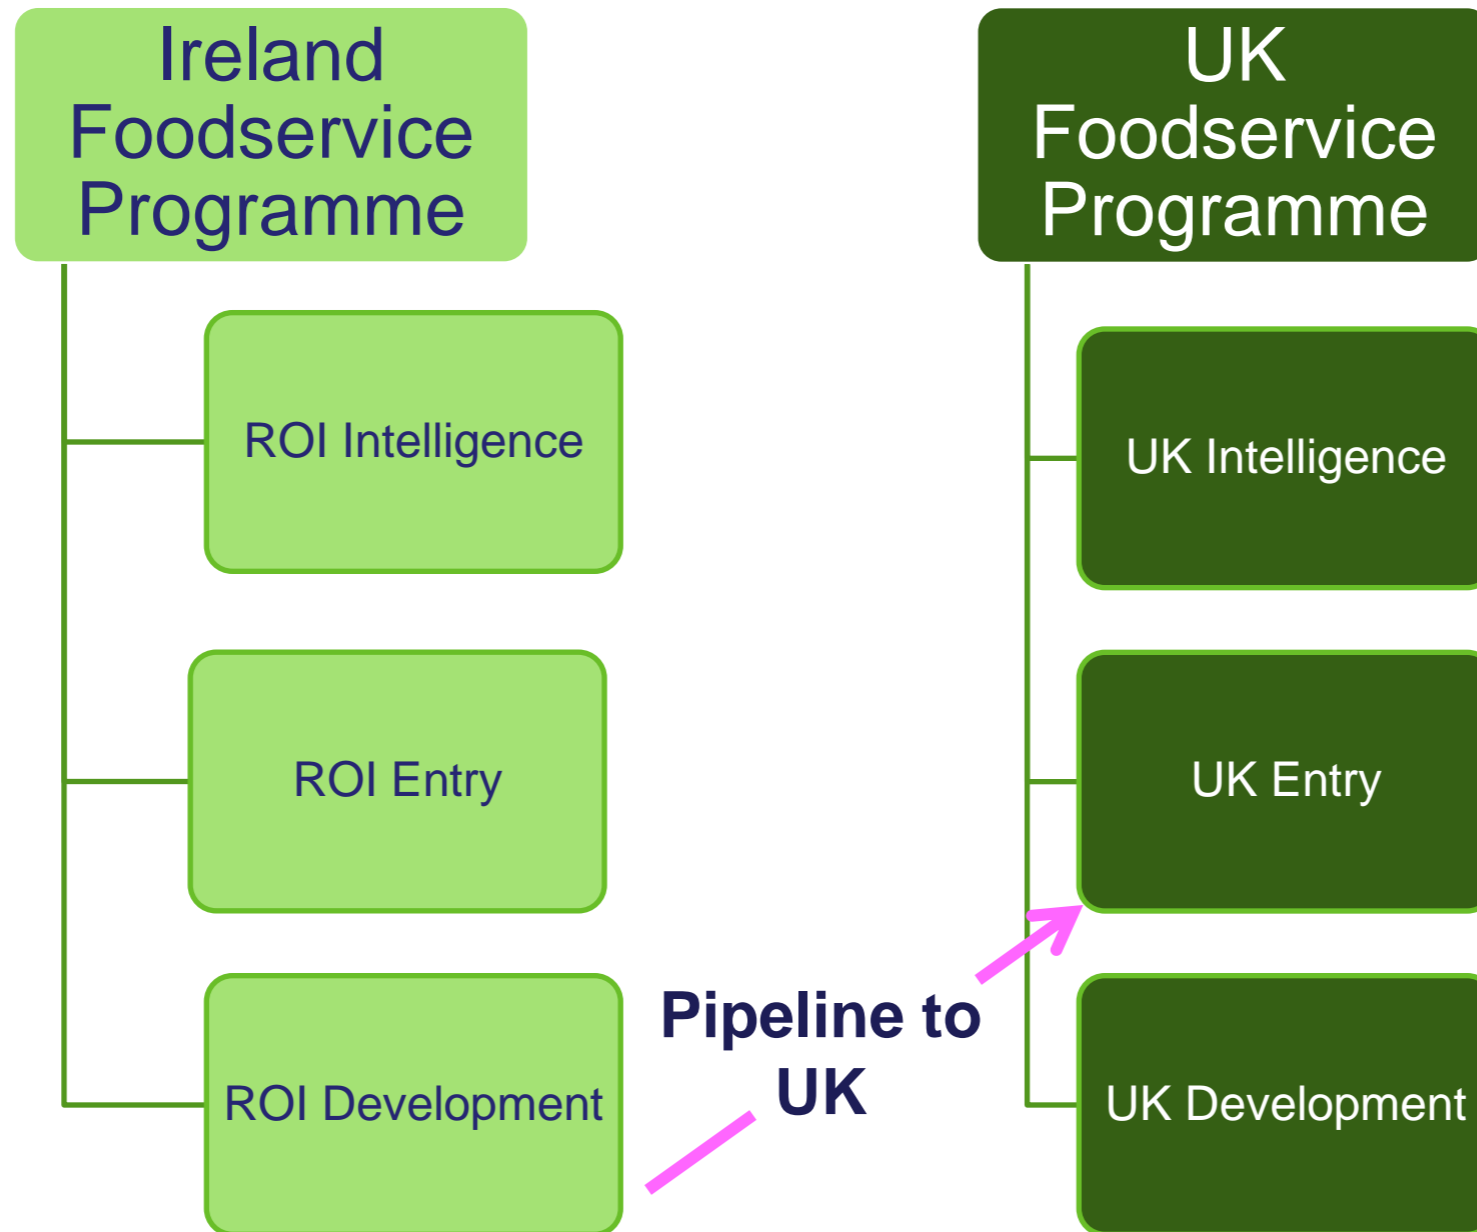 Ireland
Foodservice
Programme
ROI Intelligence
ROI Entry
ROI Development
Pipeline to
UK
UK
Foodservice
Programme
UK Intelligence
UK Entry
UK Development